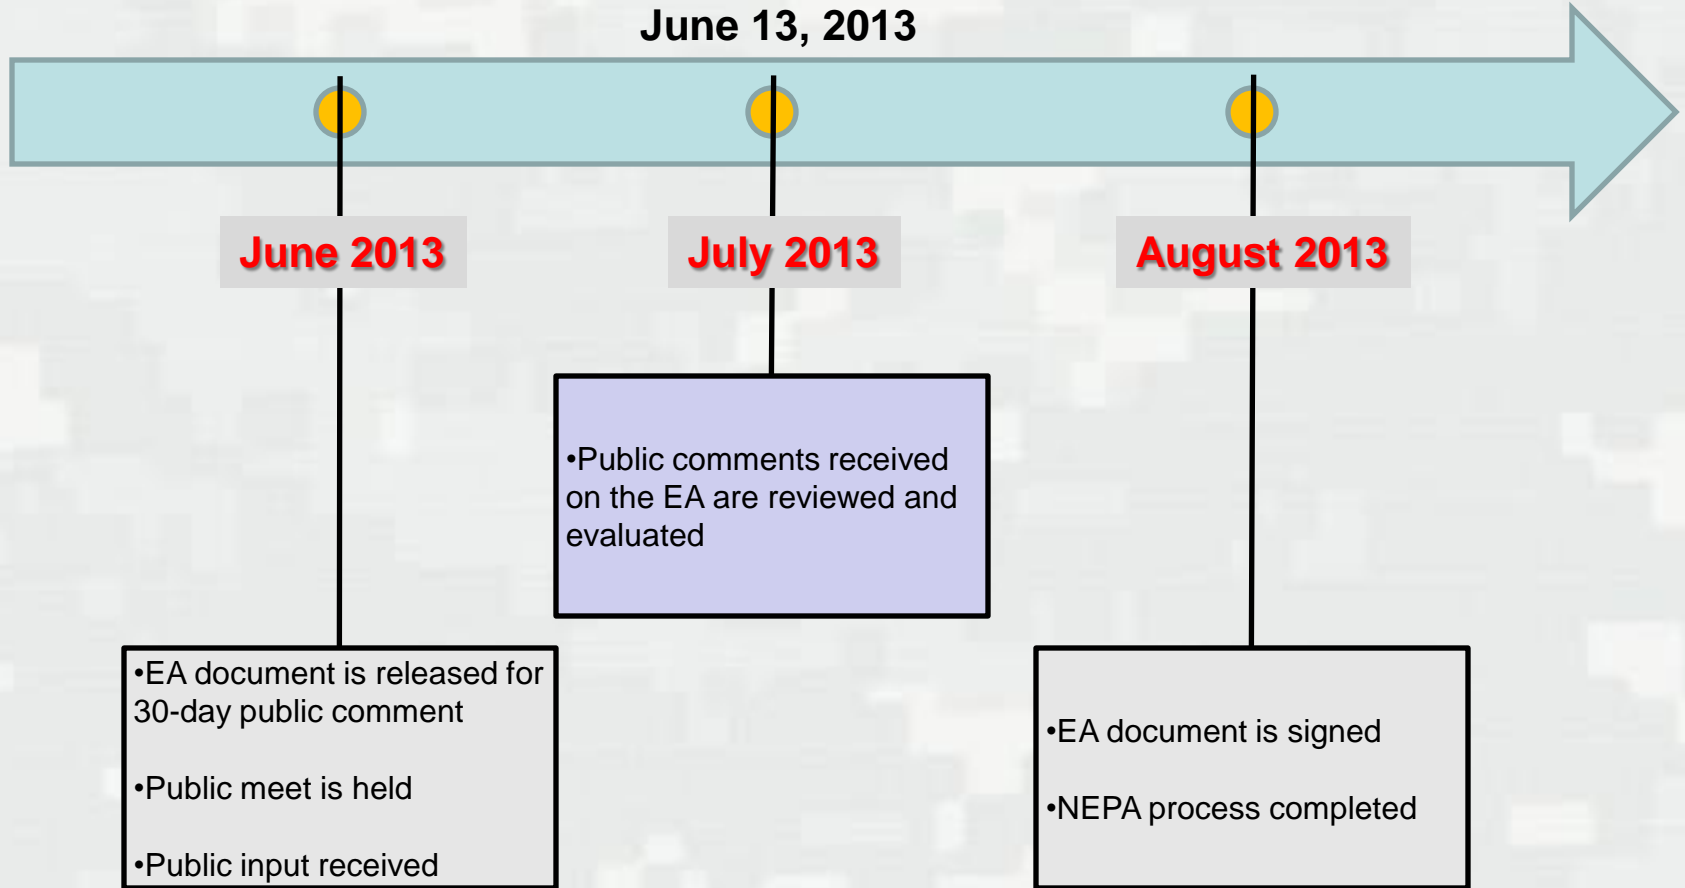 June 13, 2013
June 2013
July 2013
August 2013
•Public comments received
on the EA are reviewed and
evaluated
•EA document is released for
30-day public comment
•Public meet is held
•Public input received
•EA document is signed
•NEPA process completed